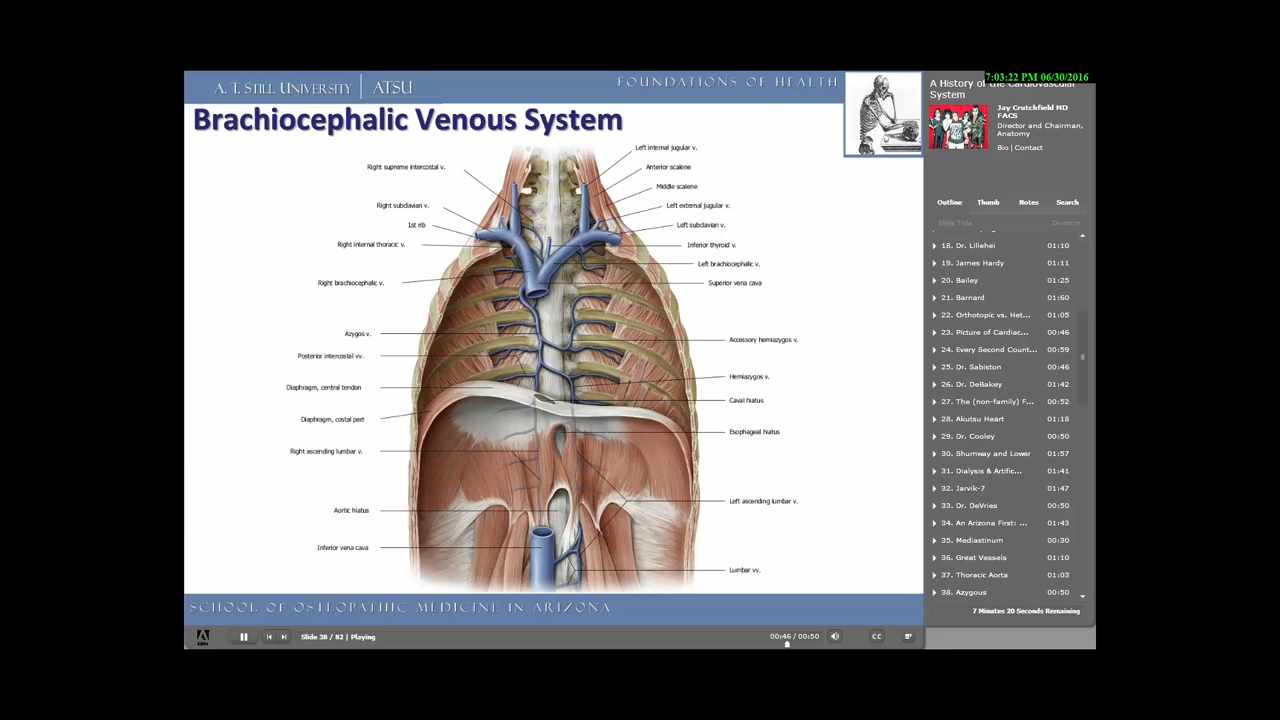 A. T. STILL UNIVERSITY | ATSU
FOUNDATIONS OF HEALTH
Brachiocephalic Venous System
Left internal jugular v.
Right supreme intercostal v.
Anterior scalene
Middle scalene
Right subclavian v.
Left external jugular v.
1st rib
Left subclavian v.
Right internal thoracic v.
Inferior thyroid v.
Left brachiocephalic v.
Right brachiocephalic v.
Superior vena cava
Azygos v.
Accessory hemiazygos v.
Posterior intercostal vv.
Hemiazygos v.
Diaphragm, central tendon
Caval hiatus
Diaphragm, costal part
Esophageal hiatus
Right ascending lumbar v.
Left ascending lumbar v.
Aortic hiatus
Inferior vena cava
Lumbar vv.
SCHOOL OF OSTEOPATHIC MEDICINE IN ARIZONA
Slide 38 / 82 | Playing
00:46 / 00:50
CC
7:03:22 PM 06/30/2016
A History of the Cardiovascular
System
Jay Crutchfield MD
FACS
Director and Chairman,
Anatomy
Bio | Contact
Outline Thumb Notes Search
Slide Title Duration
18. Dr. Lillehei 01:10
19. James Hardy 01:11
20. Bailey 01:25
21. Barnard 01:60
22. Orthotopic vs. Het... 01:05
23. Picture of Cardiac... 00:46
24. Every Second Count... 00:59
25. Dr. Sabiston 00:46
26. Dr. DeBakey 01:42
27. The (non-family) F... 00:52
28. Akutsu Heart 01:18
29. Dr. Cooley 00:50
30. Shumway and Lower 01:57
31. Dialysis & Artific... 01:41
32. Jarvik-7 01:47
33. Dr. DeVries 00:50
34. An Arizona First: ... 01:43
35. Mediastinum 00:30
36. Great Vessels 01:10
37. Thoracic Aorta 01:03
38. Azygous 00:50
7 Minutes 20 Seconds Remaining